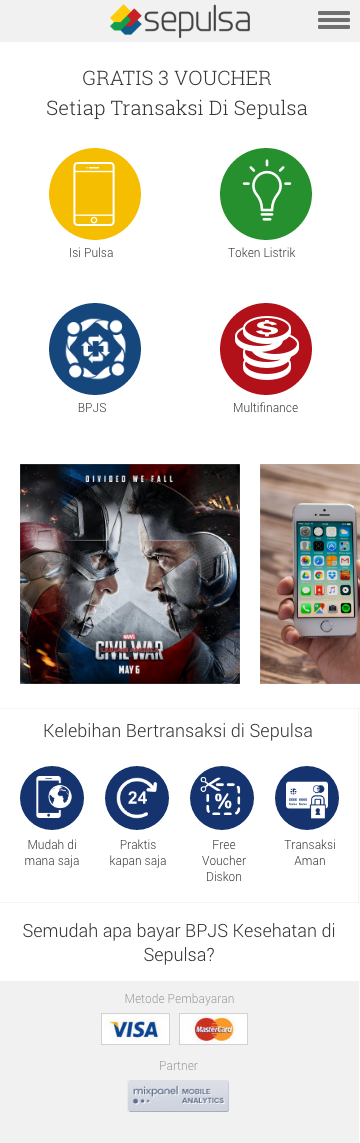 sepulsa
GRATIS 3 VOUCHER
Setiap Transaksi Di Sepulsa
Isi Pulsa
Token Listrik
BPJS
Multifinance
DIVIDED WE FALL
MARVEL
CAPTAIN AMERICA
CIVIL WAR
MAY 6
Kelebihan Bertransaksi di Sepulsa
24
%
Mudah di
mana saja
Praktis
kapan saja
Free
Voucher
Diskon
Transaksi
Aman
Semudah apa bayar BPJS Kesehatan di
Sepulsa?
Metode Pembayaran
VISA
MasterCard
Partner
mixpanel MOBILE
ANALYTICS